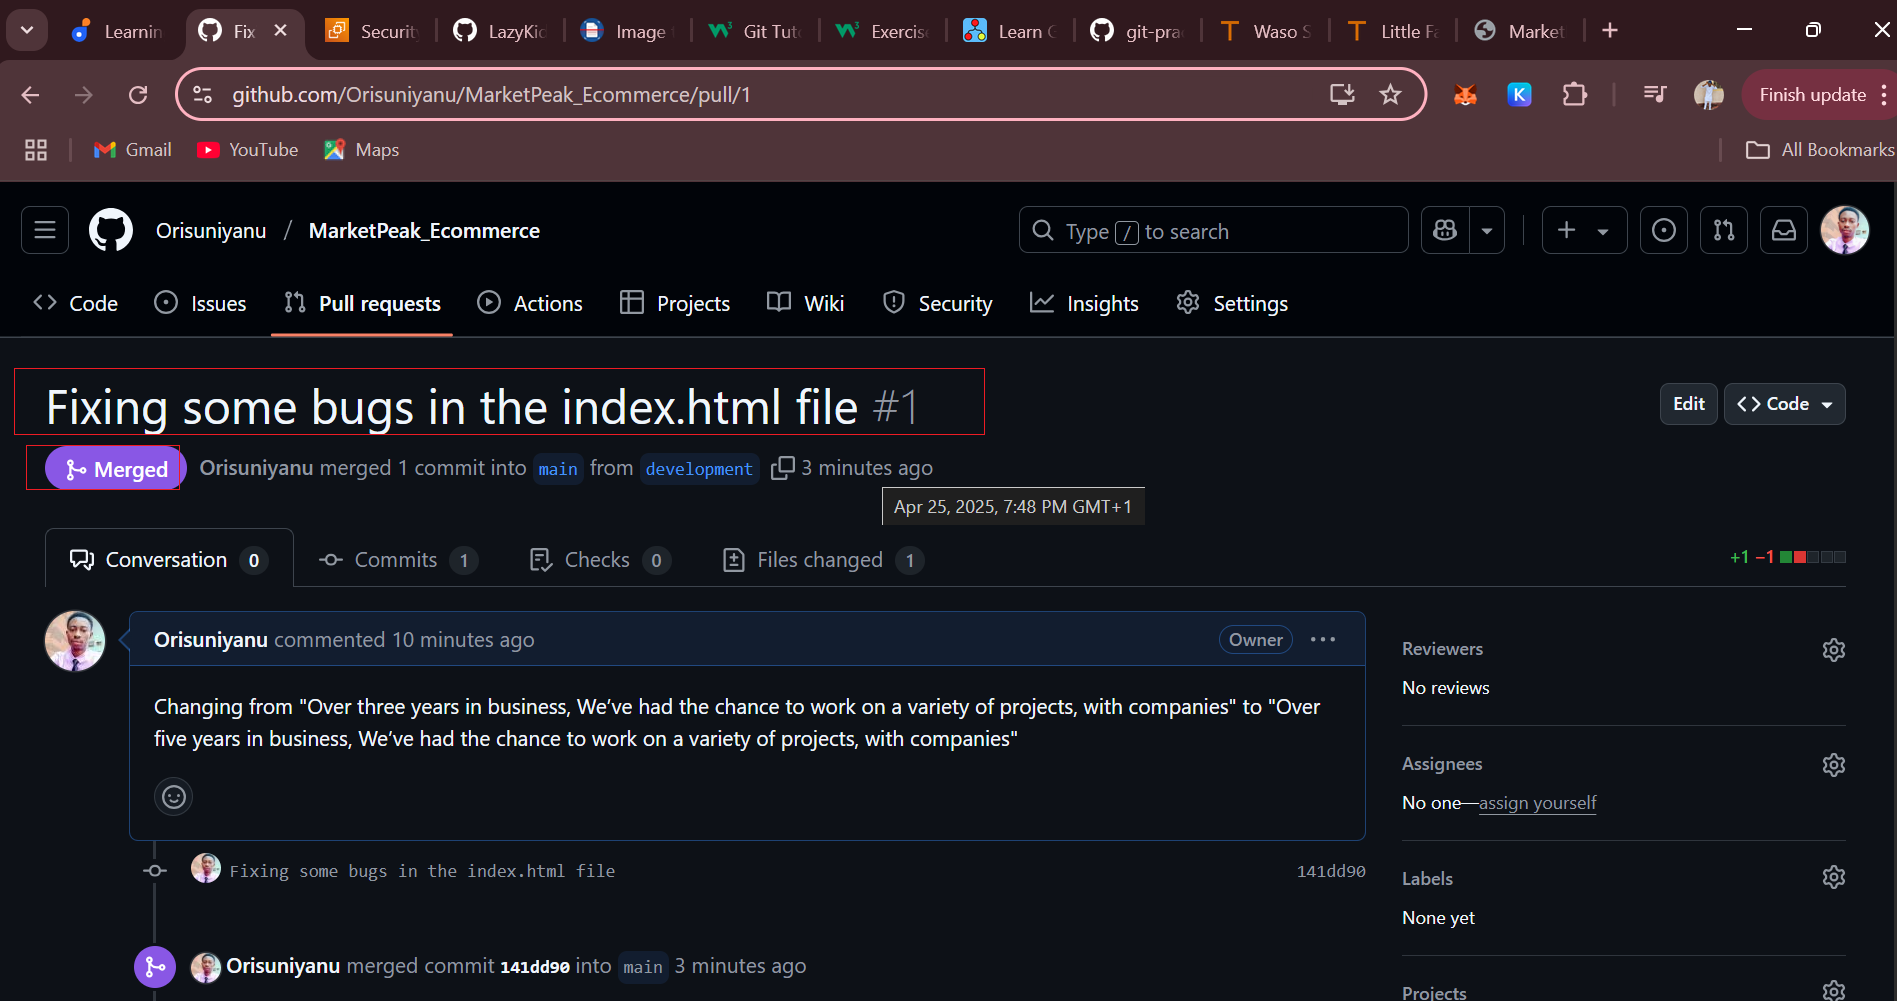 Learnin
Fix
Security
LazyKid
Image
Git Tut
Exercise
Learn G
git-prac
Waso S
Little Fa
Market
github.com/Orisuniyanu/MarketPeak_Ecommerce/pull/1
K
Finish update
Gmail
YouTube
Maps
All Bookmarks
Orisuniyanu / MarketPeak_Ecommerce
Type / to search
Code
Issues
Pull requests
Actions
Projects
Wiki
Security
Insights
Settings
Fixing some bugs in the index.html file #1
Edit
Code
Merged
Orisuniyanu merged 1 commit into main from development 3 minutes ago
Apr 25, 2025, 7:48 PM GMT+1
Conversation 0
Commits 1
Checks 0
Files changed 1
+1 −1
Orisuniyanu commented 10 minutes ago
Owner
Changing from "Over three years in business, We’ve had the chance to work on a variety of projects, with companies" to "Over
five years in business, We’ve had the chance to work on a variety of projects, with companies"
Fixing some bugs in the index.html file
141dd90
Orisuniyanu merged commit 141dd90 into main 3 minutes ago
Reviewers
No reviews
Assignees
No one—assign yourself
Labels
None yet
Projects